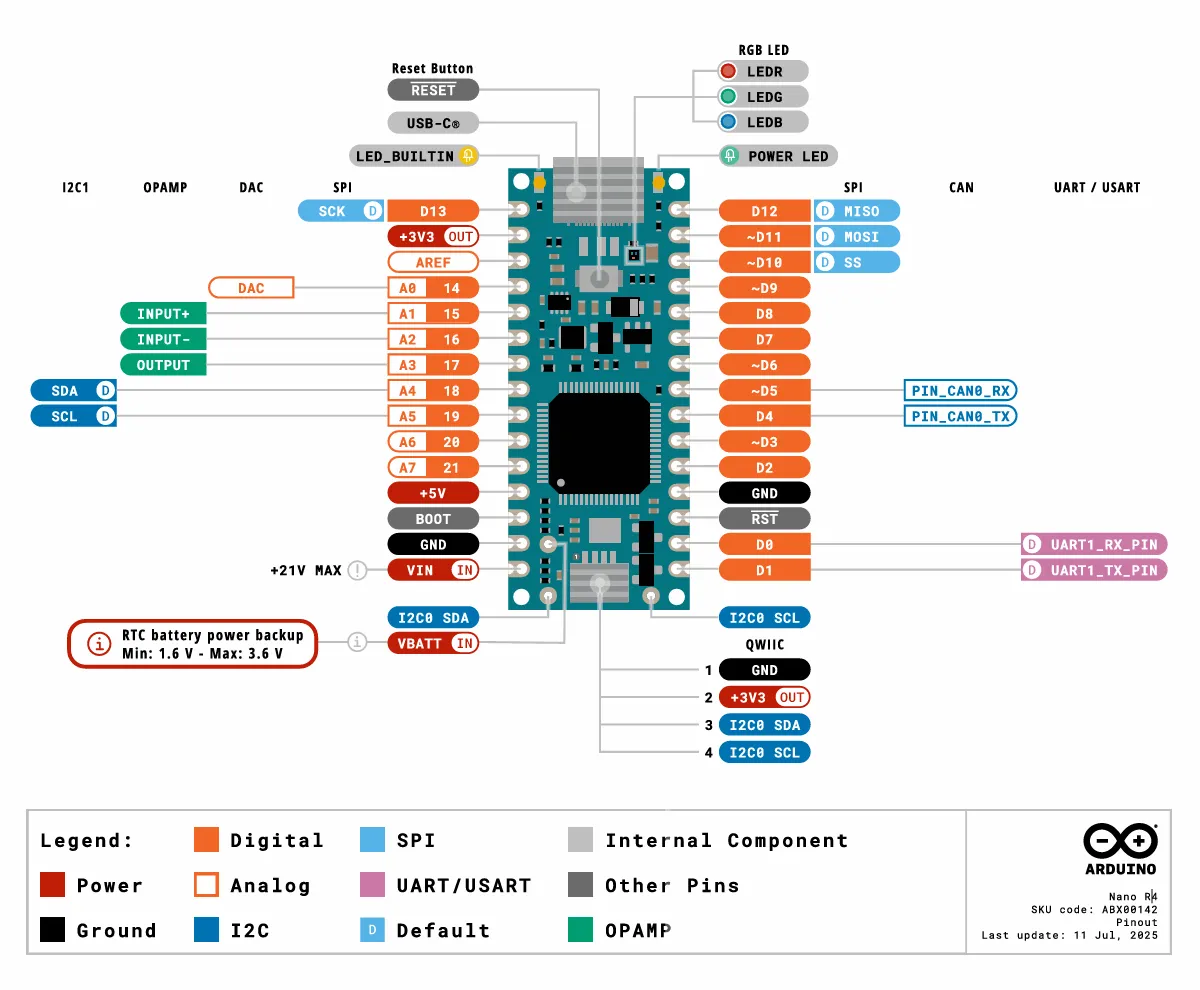 RGB LED
Reset Button
LEDR
RESET
LEDG
USB-C®
LEDB
LED_BUILTIN
POWER LED
I2C1 OPAMP DAC SPI SPI CAN UART / USART
SCK D D13 D12 D MISO
+3V3 OUT ~D11 D MOSI
AREF ~D10 D SS
DAC A0 14 ~D9
INPUT+ A1 15 D8
INPUT- A2 16 D7
OUTPUT A3 17 ~D6
SDA D A4 18 ~D5 PIN_CAN0_RX
SCL D A5 19 D4 PIN_CAN0_TX
A6 20 ~D3
A7 21 D2
+5V GND
BOOT RST
GND D0 D UART1_RX_PIN
1
+21V MAX ! VIN IN D1 D UART1_TX_PIN
I2C0 SDA I2C0 SCL
i RTC battery power backup
Min: 1.6 V - Max: 3.6 V
i VBATT IN
QWIIC
1 GND
2 +3V3 OUT
3 I2C0 SDA
4 I2C0 SCL
Legend: Digital SPI Internal Component
Power Analog UART/USART Other Pins
Ground I2C D Default OPAMP
ARDUINO
Nano R4
SKU code: ABX00142
Pinout
Last update: 11 Jul, 2025